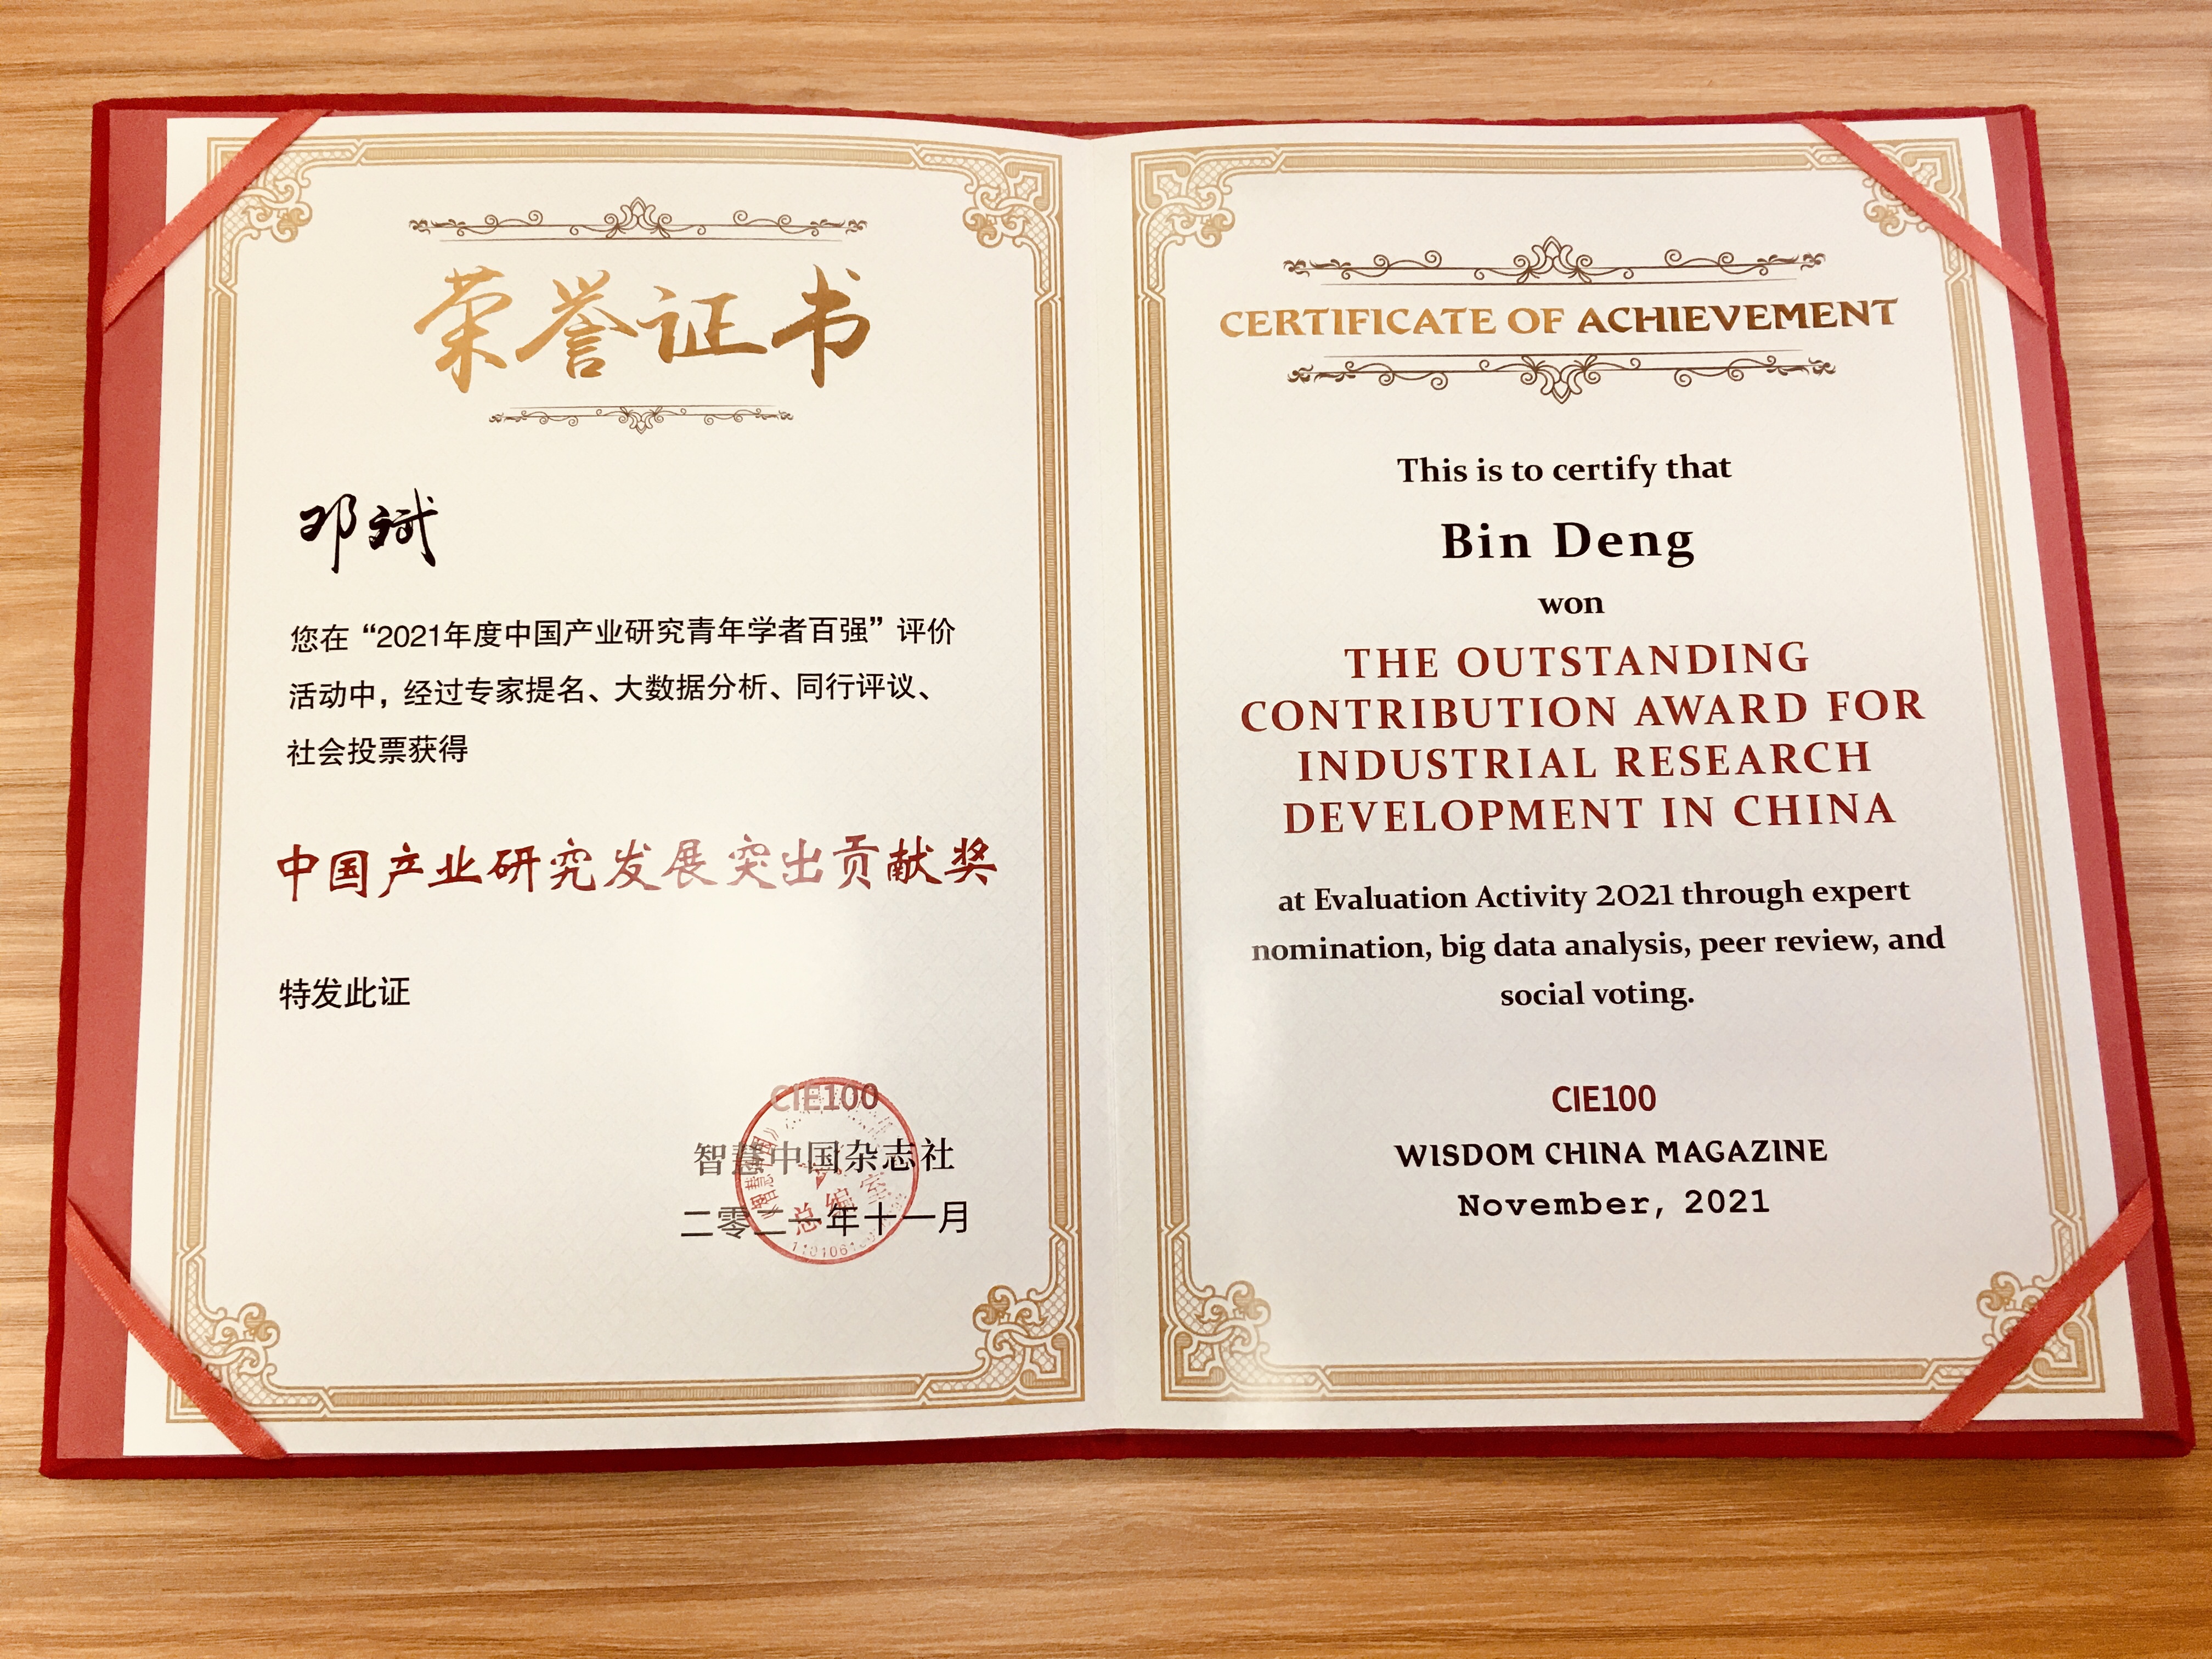 荣誉证书
邓斌
您在“2021年度中国产业研究青年学者百强”评价
活动中，经过专家提名、大数据分析、同行评议、
社会投票获得
中国产业研究发展突出贡献奖
特发此证
CIE100
智慧中国杂志社
二零二一年十一月
总编室
CERTIFICATE OF ACHIEVEMENT
This is to certify that
Bin Deng
won
THE OUTSTANDING
CONTRIBUTION AWARD FOR
INDUSTRIAL RESEARCH
DEVELOPMENT IN CHINA
at Evaluation Activity 2021 through expert
nomination, big data analysis, peer review, and
social voting.
CIE100
WISDOM CHINA MAGAZINE
November, 2021